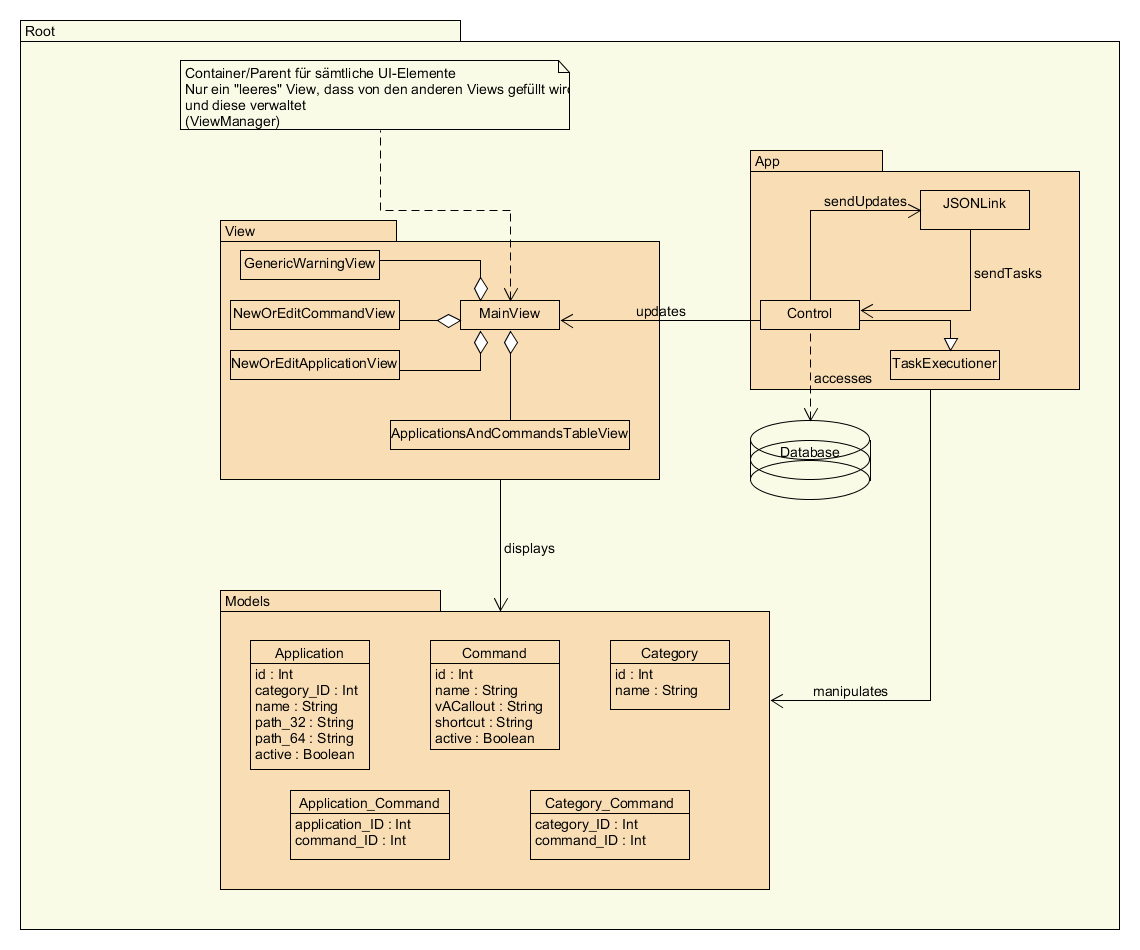 Root
Container/Parent für sämtliche UI-Elemente
Nur ein "leeres" View, dass von den anderen Views gefüllt
und diese verwaltet
(ViewManager)
App
sendUpdates
JSONLink
sendTasks
View
GenericWarningView
NewOrEditCommandView
MainView
updates
Control
NewOrEditApplicationView
TaskExecutioner
accesses
ApplicationsAndCommandsTableView
Database
displays
Models
Application
id : Int
category_ID : Int
name : String
path_32 : String
path_64 : String
active : Boolean
Command
id : Int
name : String
vACallout : String
shortcut : String
active : Boolean
Category
id : Int
name : String
manipulates
Application_Command
application_ID : Int
command_ID : Int
Category_Command
category_ID : Int
command_ID : Int